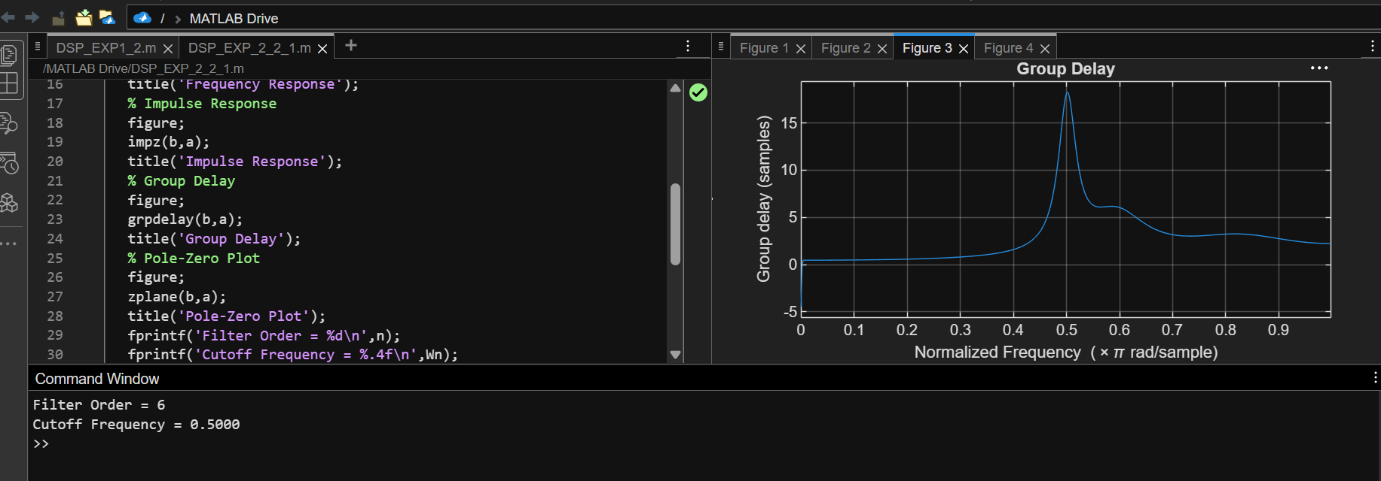 / > MATLAB Drive
DSP_EXP1_2.m × DSP_EXP_2_2_1.m × +
/MATLAB Drive/DSP_EXP_2_2_1.m
16 title('Frequency Response');
17 % Impulse Response
18 figure;
19 impz(b,a);
20 title('Impulse Response');
21 % Group Delay
22 figure;
23 grpdelay(b,a);
24 title('Group Delay');
25 % Pole-Zero Plot
26 figure;
27 zplane(b,a);
28 title('Pole-Zero Plot');
29 fprintf('Filter Order = %d\n',n);
30 fprintf('Cutoff Frequency = %.4f\n',Wn);
Figure 1 × Figure 2 × Figure 3 × Figure 4 ×
Group Delay
Group delay (samples)
15
10
5
0
-5
0 0.1 0.2 0.3 0.4 0.5 0.6 0.7 0.8 0.9
Normalized Frequency (×π rad/sample)
Command Window
Filter Order = 6
Cutoff Frequency = 0.5000
>>